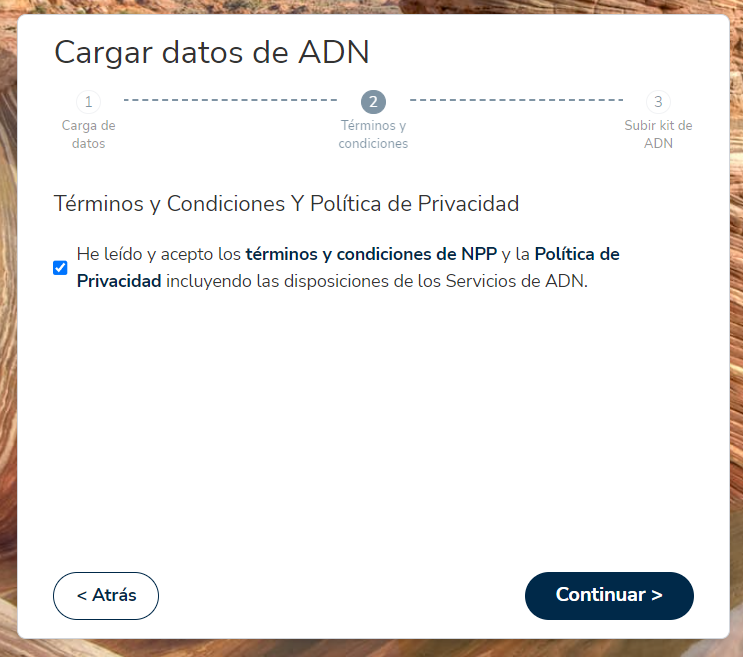 Cargar datos de ADN
1
2
3
Carga de
datos
Términos y
condiciones
Subir kit de
ADN
Términos y Condiciones Y Política de Privacidad
He leído y acepto los términos y condiciones de NPP y la Política de
Privacidad incluyendo las disposiciones de los Servicios de ADN.
< Atrás
Continuar >